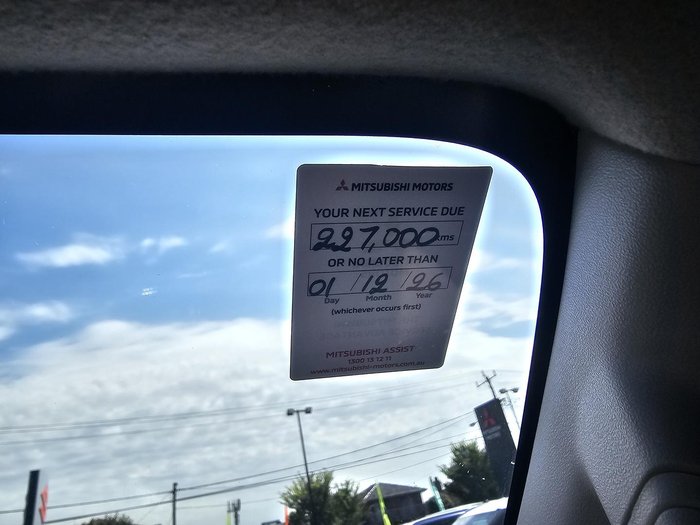 MITSUBISHI MOTORS
YOUR NEXT SERVICE DUE
227,000 kms
OR NO LATER THAN
01 / 12 / 26
Day Month Year
(whichever occurs first)
MITSUBISHI ASSIST
1300 13 12 11
www.mitsubishi-motors.com.au